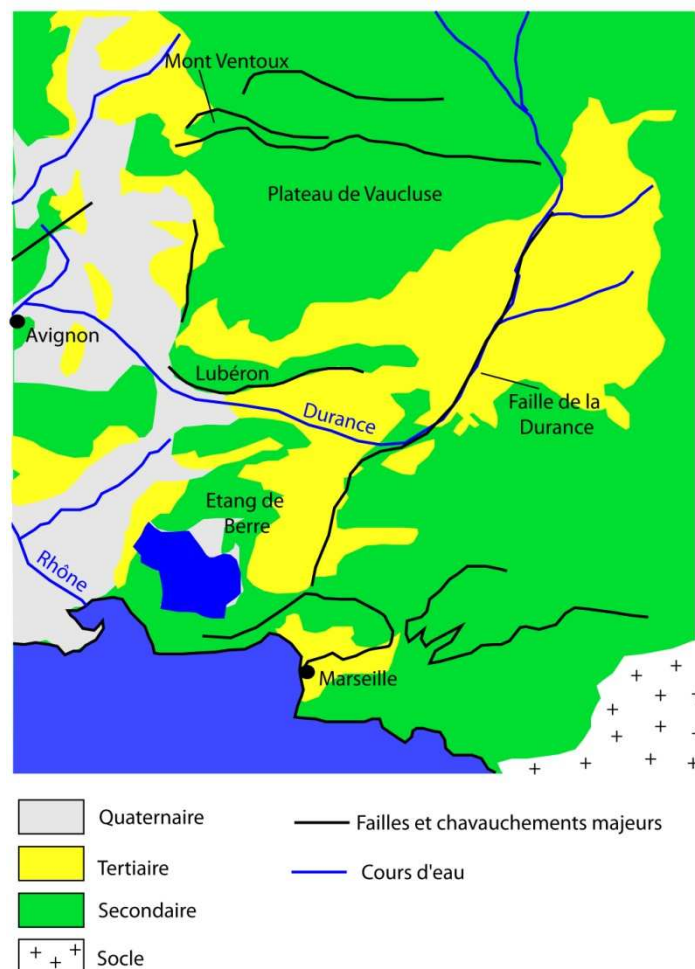 Mont Ventoux
Plateau de Vaucluse
Avignon
Lubéron
Durance
Faille de la
Durance
Etang de
Berre
Rhône
Marseille
Quaternaire
Failles et chavauchements majeurs
Tertiaire
Cours d'eau
Secondaire
Socle